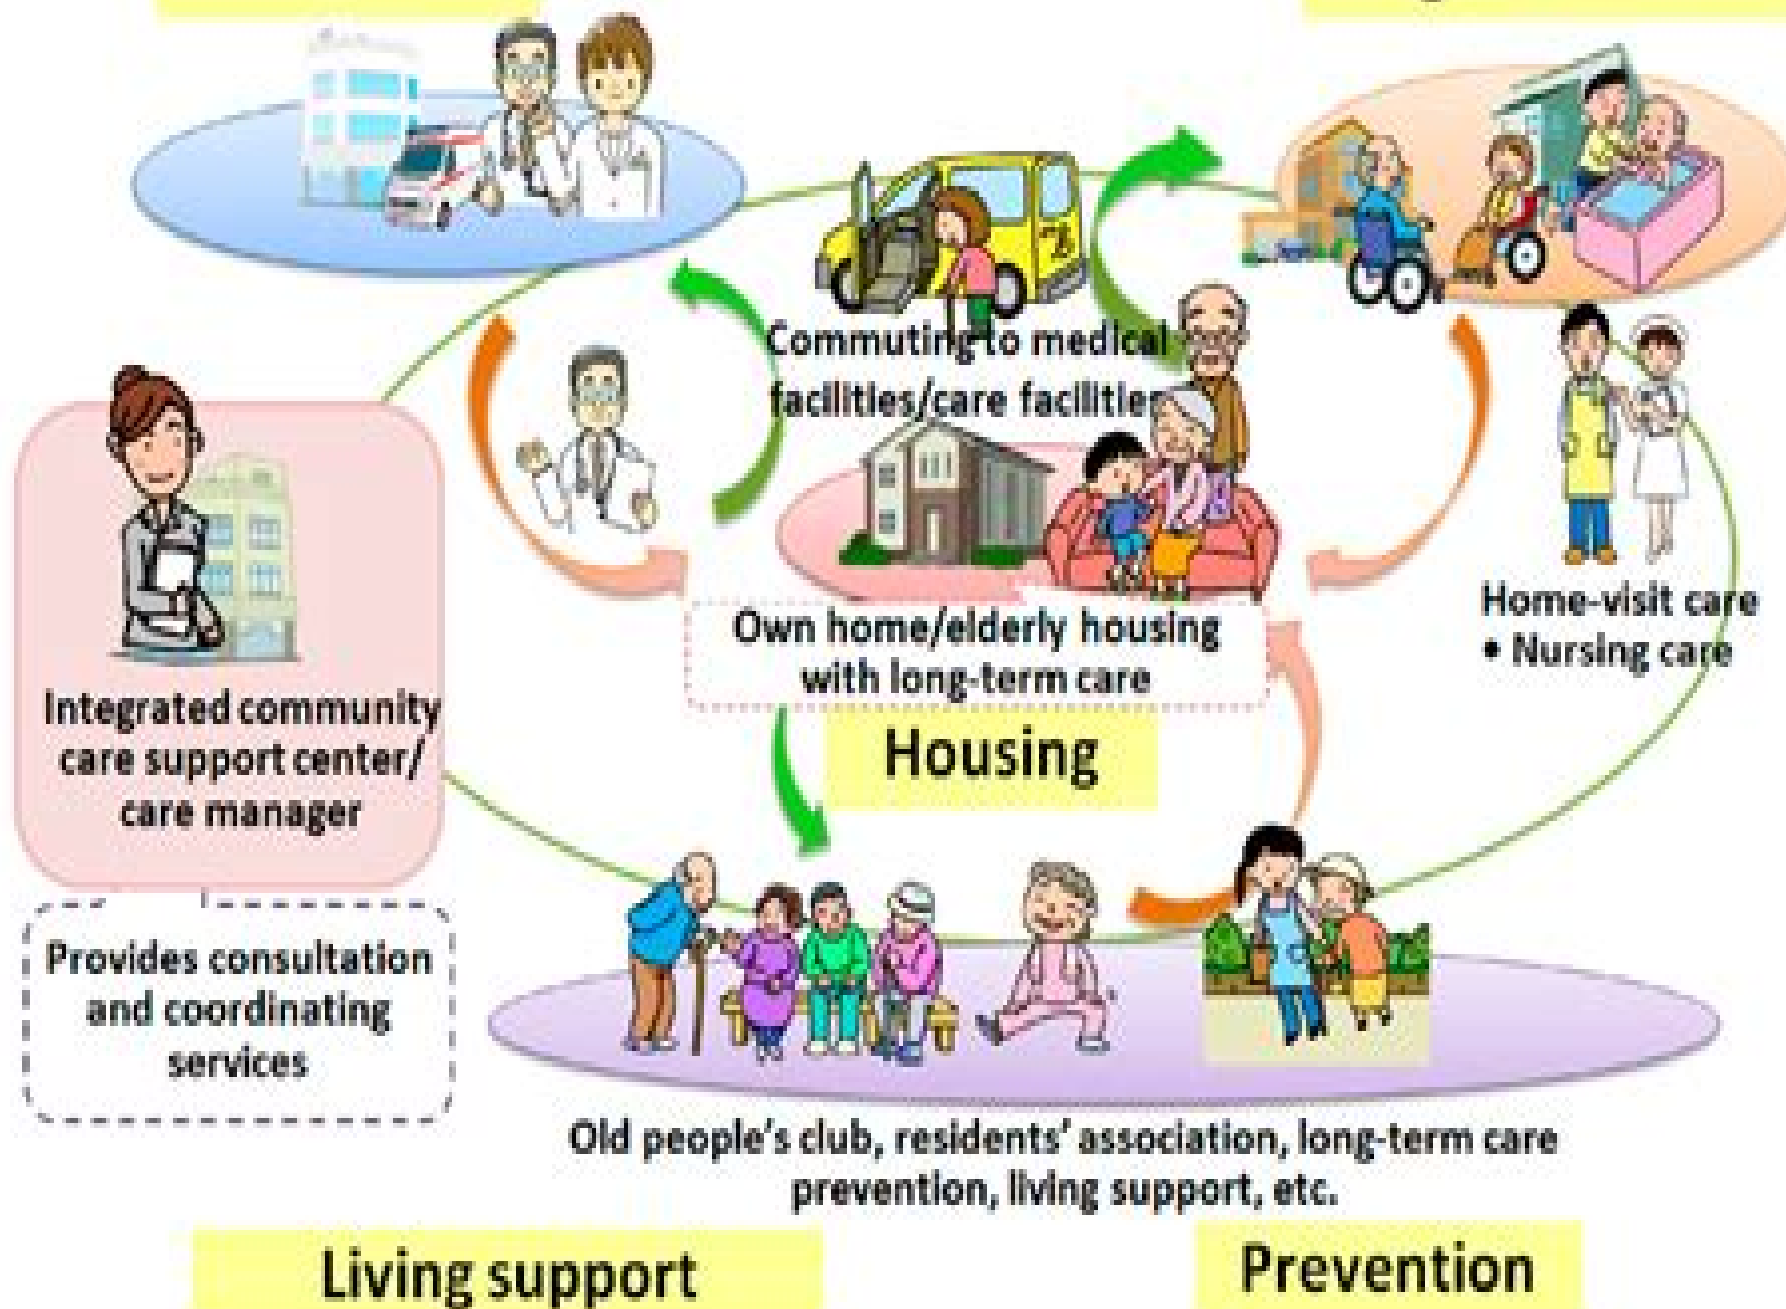 Commuting to medical
facilities/care facilities
Own home/elderly housing
with long-term care
Housing
Home-visit care
• Nursing care
Integrated community
care support center/
care manager
Provides consultation
and coordinating
services
Old people's club, residents' association, long-term care
prevention, living support, etc.
Living support
Prevention